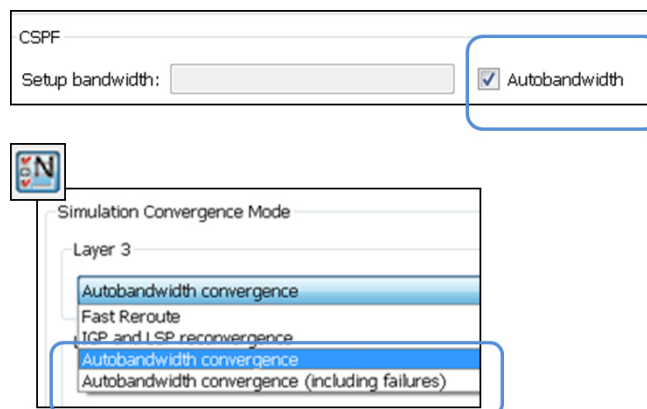 CSPF
Setup bandwidth:
Autobandwidth
N
Simulation Convergence Mode
Layer 3
Autobandwidth convergence
Fast Reroute
IGP and LSP reconvergence
Autobandwidth convergence
Autobandwidth convergence (including failures)